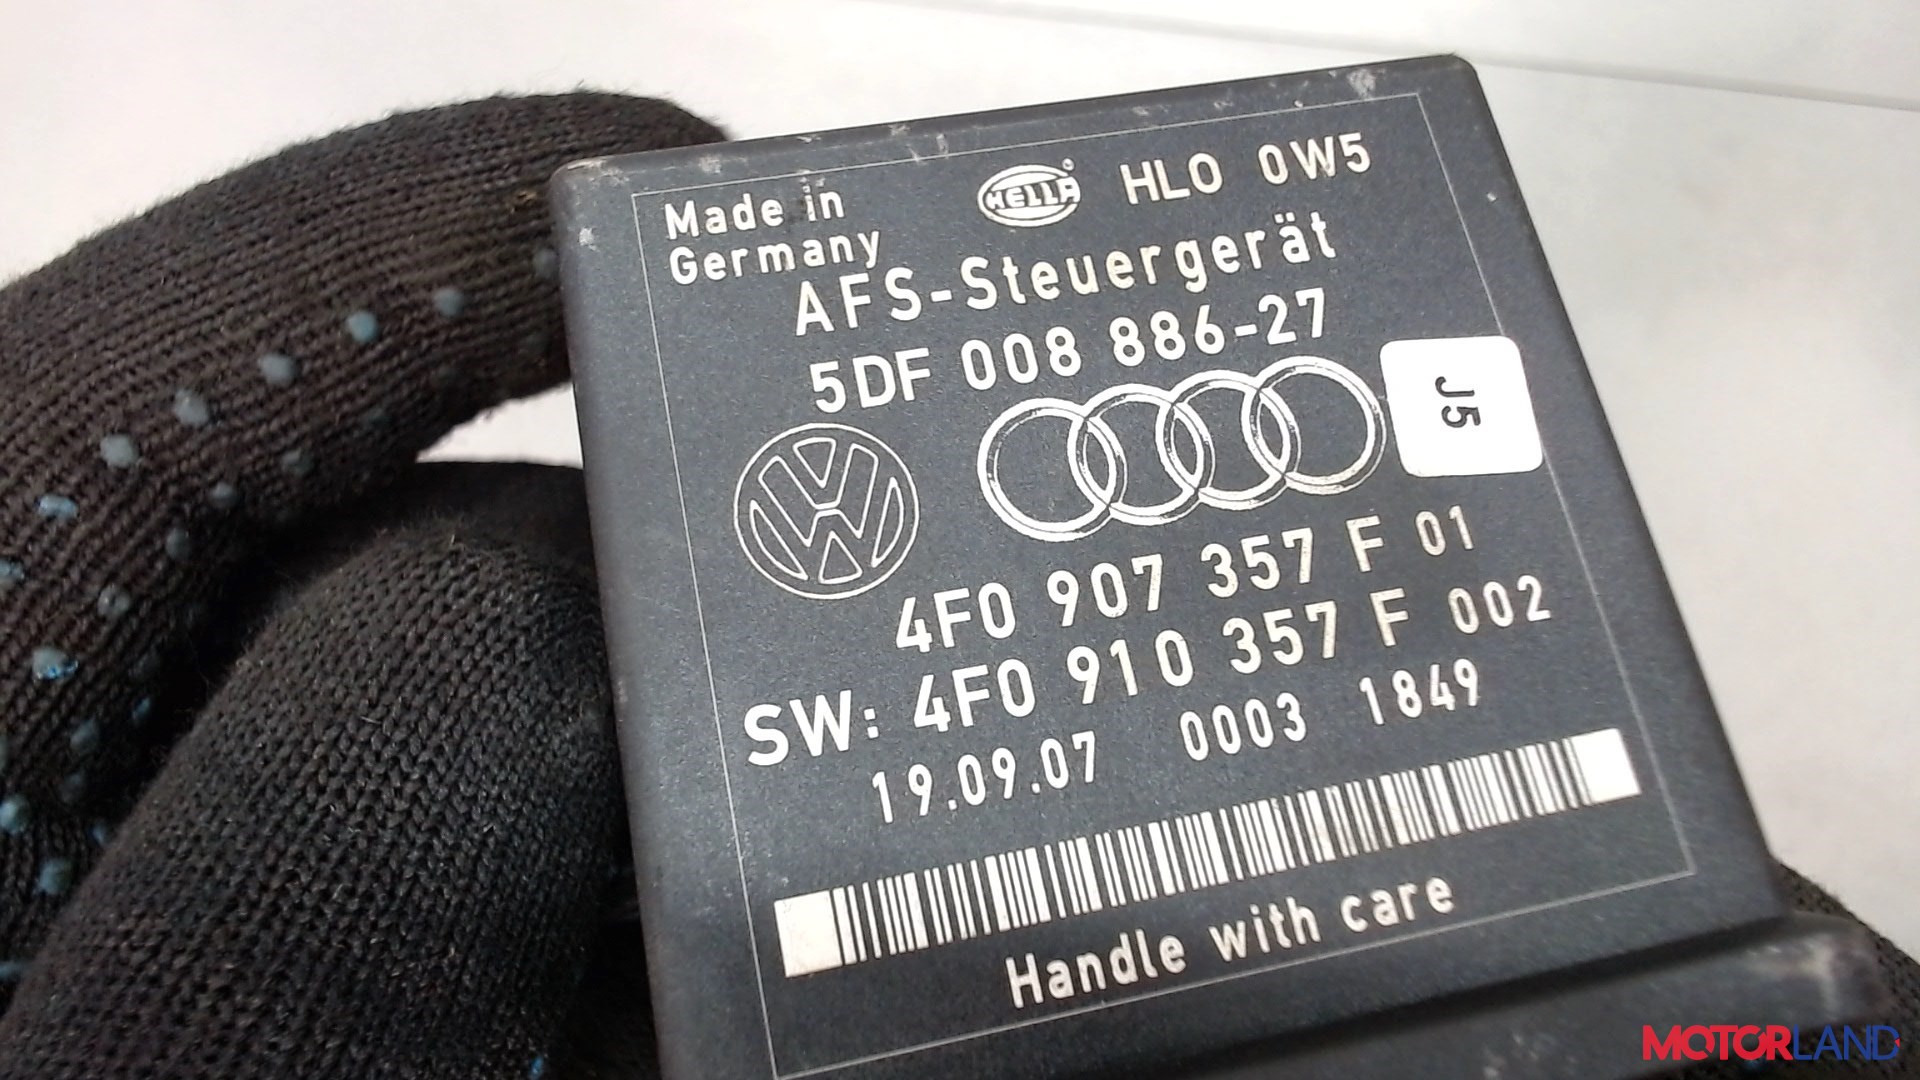 Made in
Germany
HELLA HLO 0W5
AFS-Steuergerät
5DF 008 886-27
J5
4F0 907 357 F 01
SW: 4F0 910 357 F 002
19.09.07 0003 1849
Handle with care
MOTORLAND